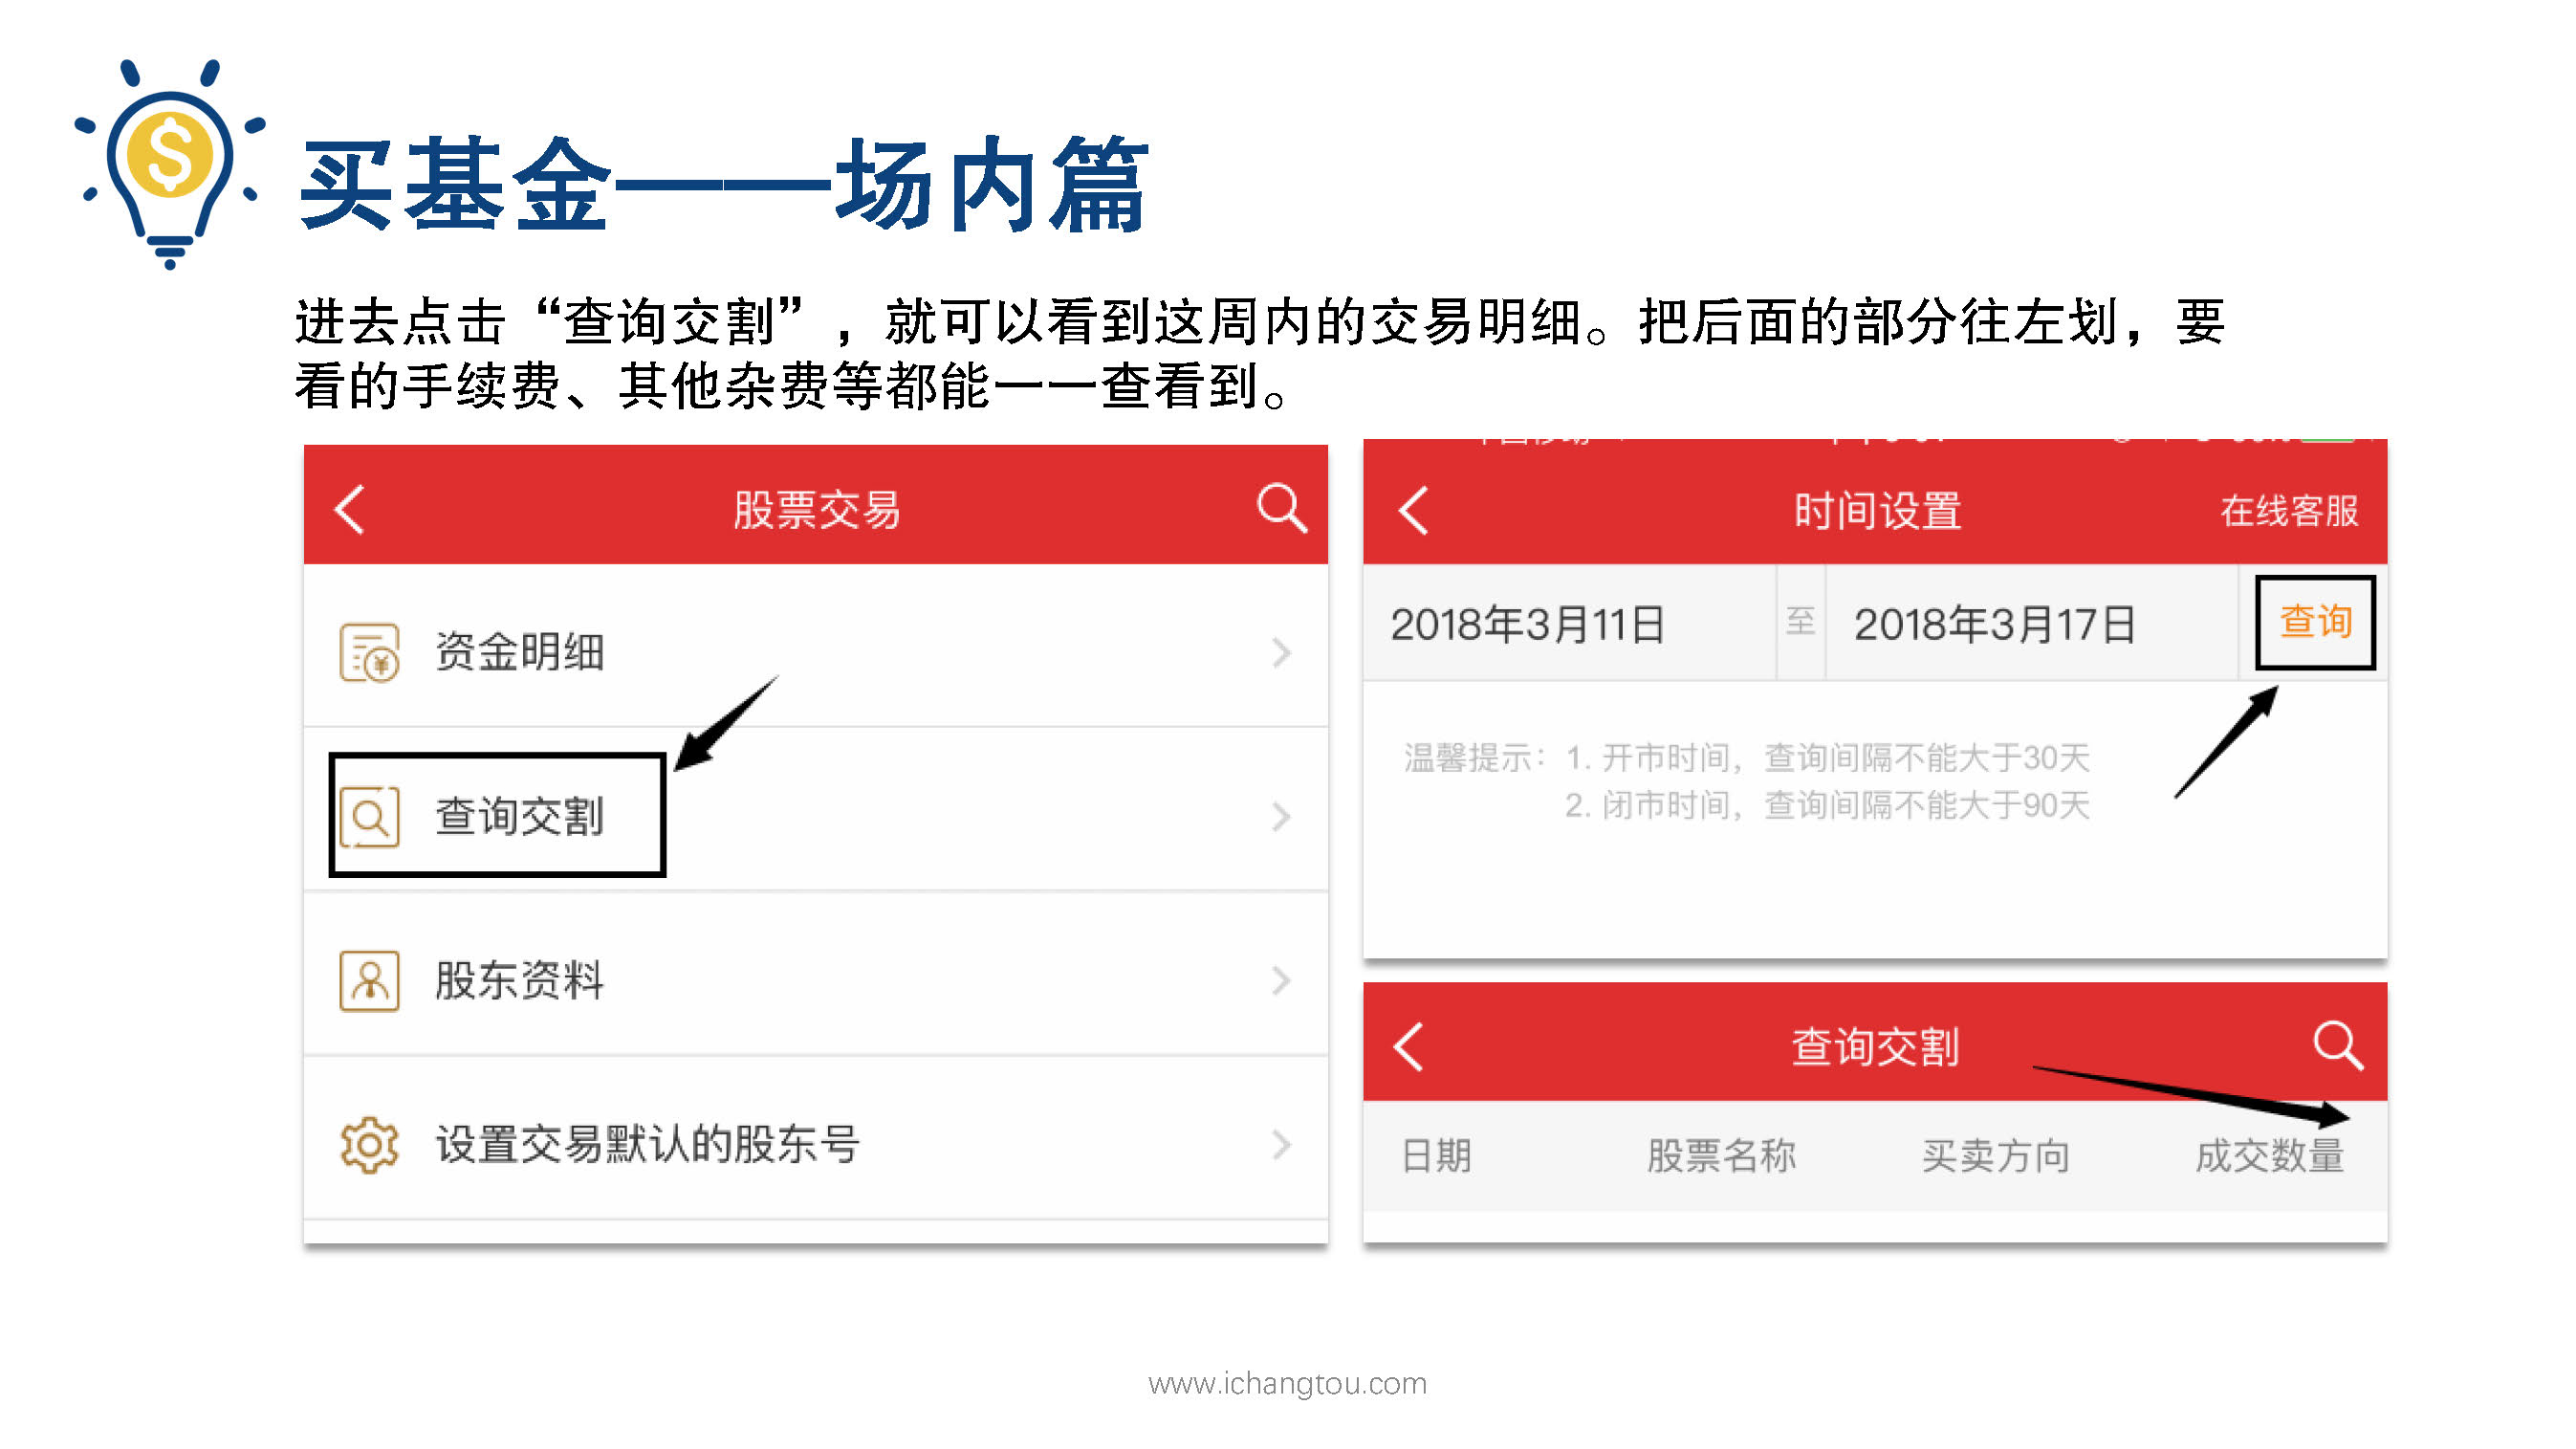 买基金——场内篇
进去点击“查询交割”，就可以看到这周内的交易明细。把后面的部分往左划，要
看的手续费、其他杂费等都能一一查看到。
股票交易
资金明细
查询交割
股东资料
设置交易默认的股东号
时间设置 在线客服
2018年3月11日 至 2018年3月17日 查询
温馨提示：1. 开市时间，查询间隔不能大于30天
2. 闭市时间，查询间隔不能大于90天
查询交割
日期 股票名称 买卖方向 成交数量
www.ichangtou.com